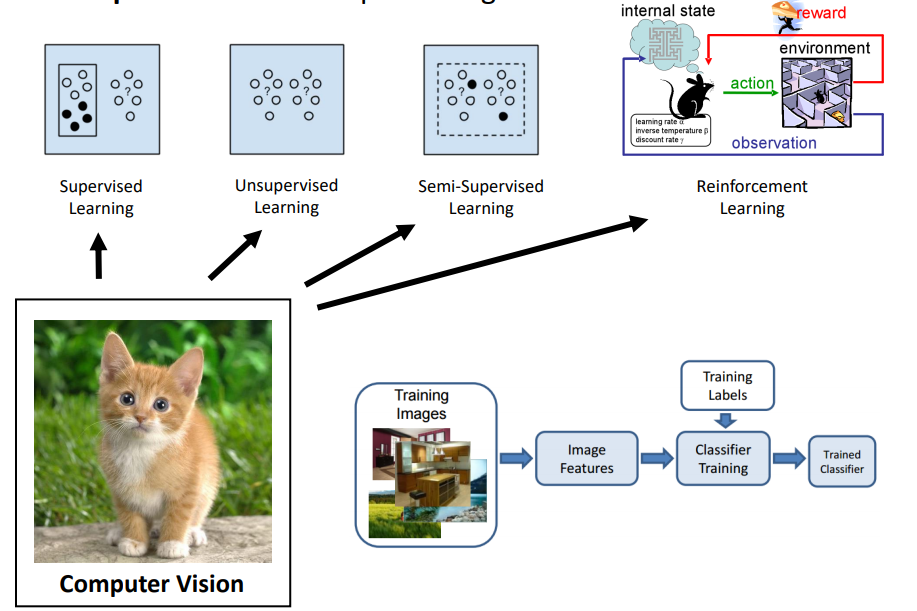 internal state
reward
environment
action
learning rate α
inverse temperature β
discount rate γ
observation
?
?
?
?
?
Supervised
Learning
Unsupervised
Learning
Semi-Supervised
Learning
Reinforcement
Learning
Training
Images
Training
Labels
Image
Features
Classifier
Training
Trained
Classifier
Computer Vision